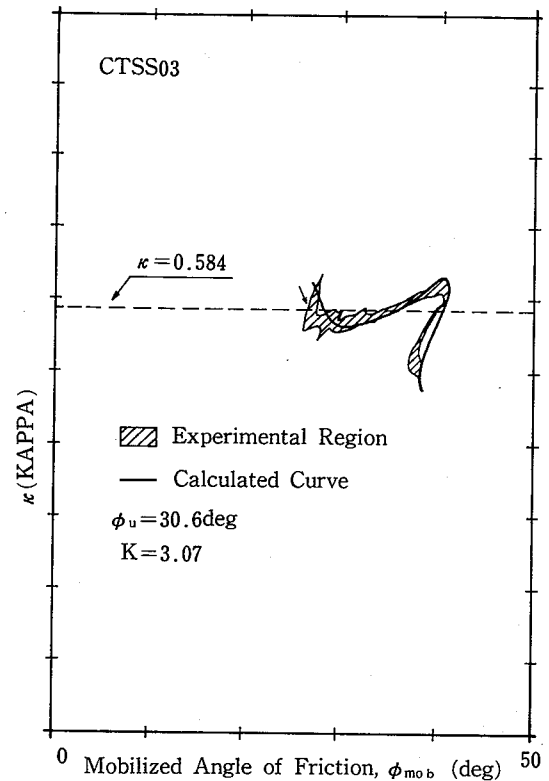 CTSS03
κ=0.584
κ(KAPPA)
Experimental Region
Calculated Curve
ϕu=30.6deg
K=3.07
0
50
Mobilized Angle of Friction, ϕmob (deg)